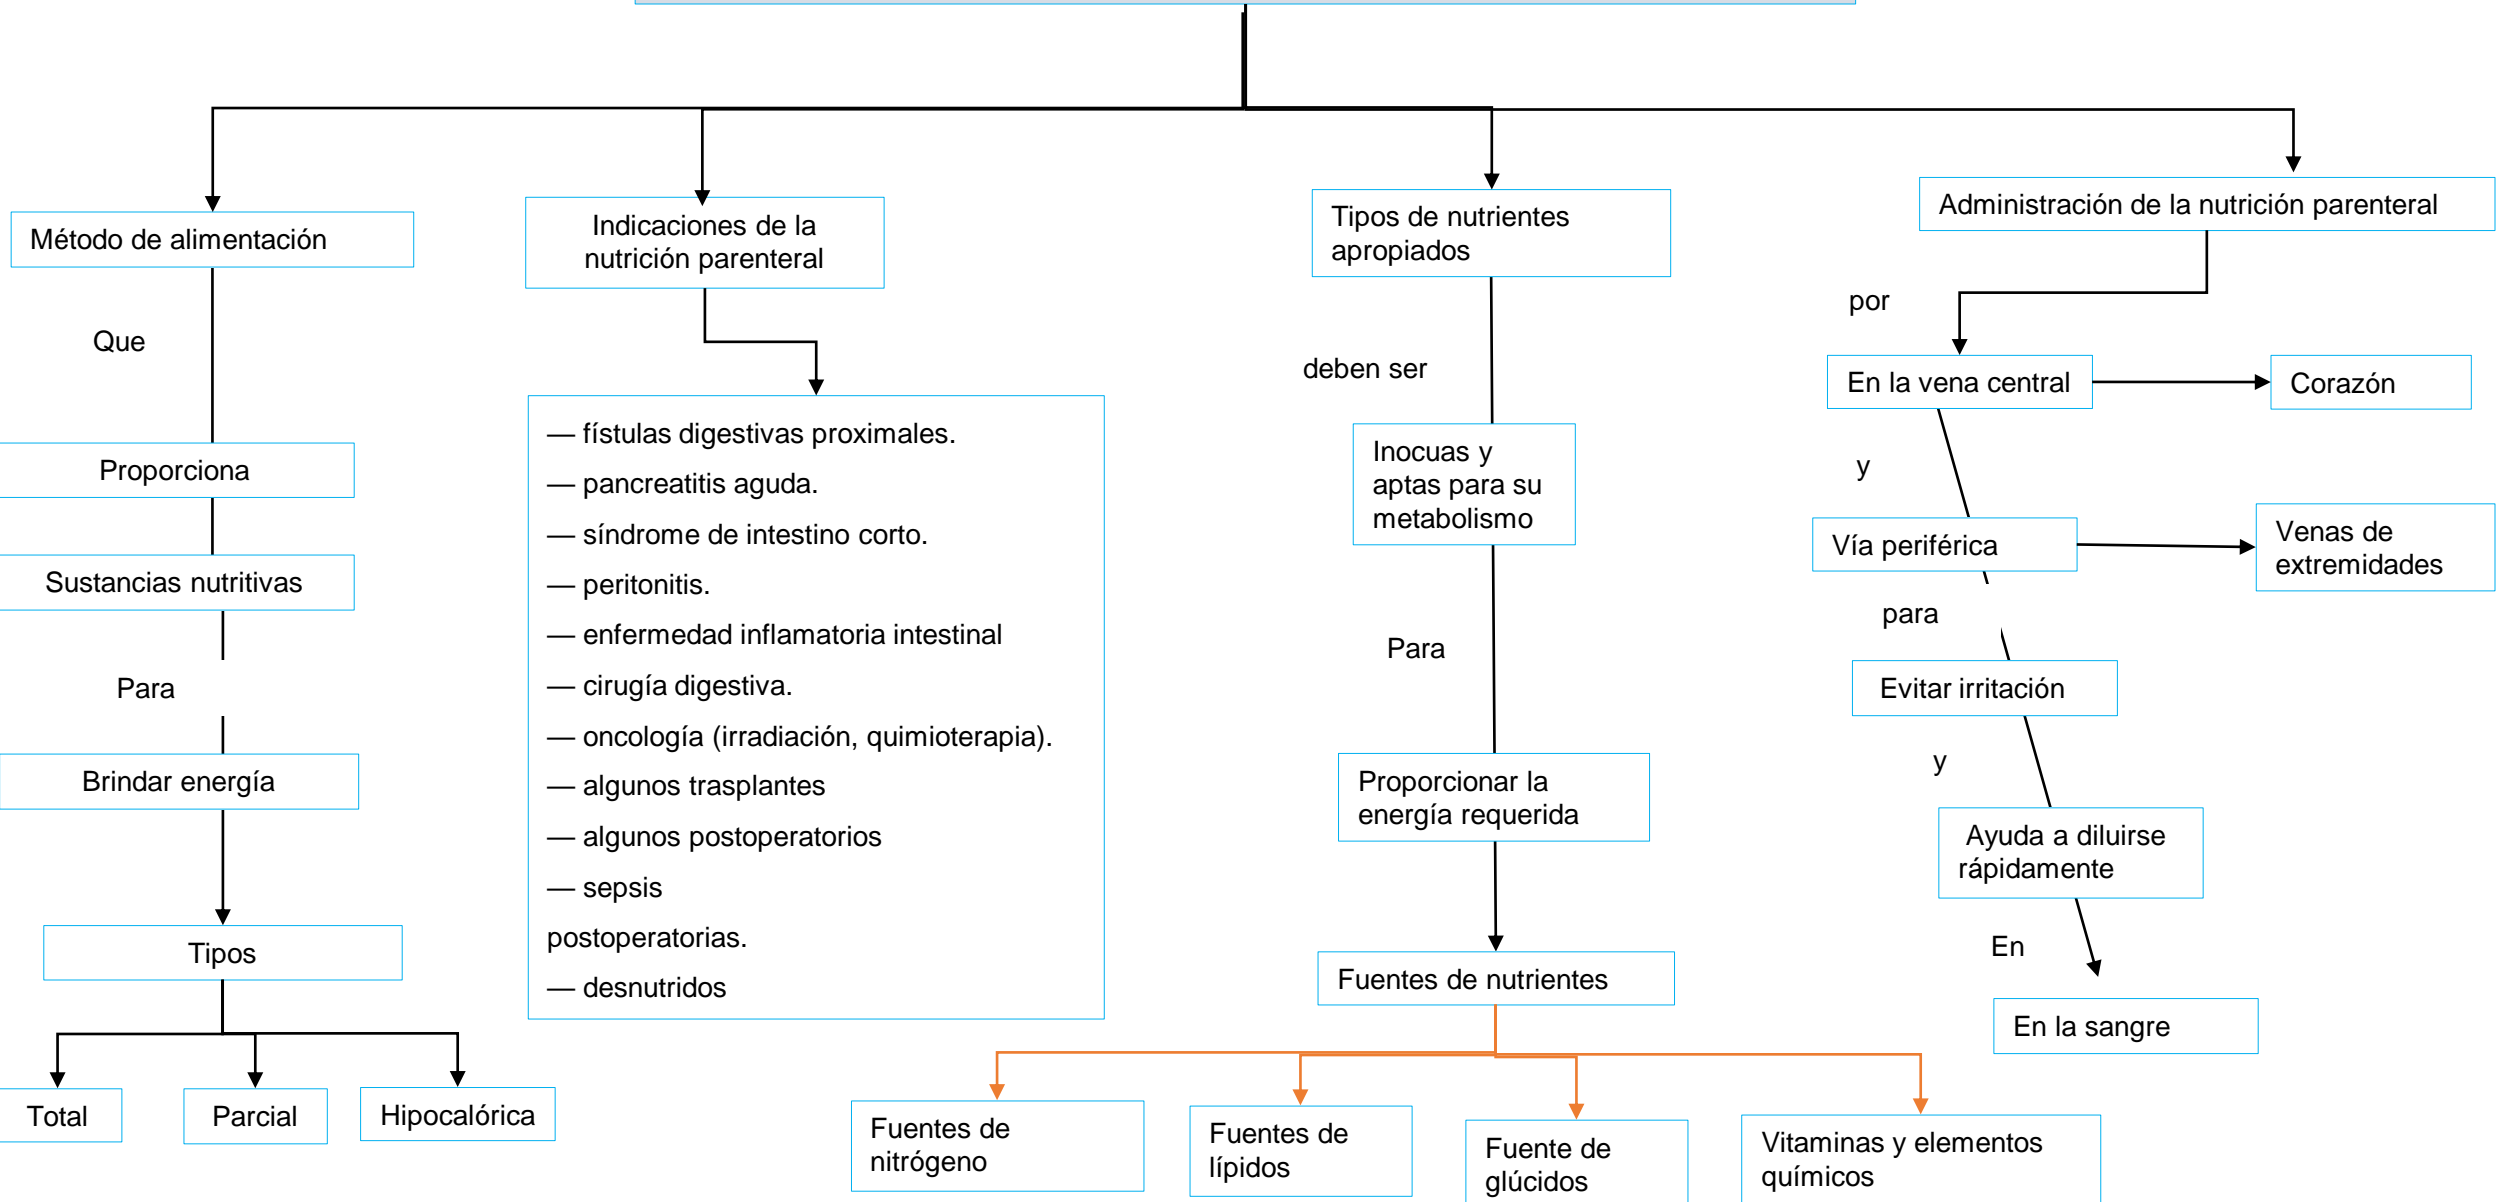 Método de alimentación
Que
Proporciona
Sustancias nutritivas
Para
Brindar energía
Tipos
Total
Parcial
Hipocalórica
Indicaciones de la
nutrición parenteral
— fístulas digestivas proximales.
— pancreatitis aguda.
— síndrome de intestino corto.
— peritonitis.
— enfermedad inflamatoria intestinal
— cirugía digestiva.
— oncología (irradiación, quimioterapia).
— algunos trasplantes
— algunos postoperatorios
— sepsis
postoperatorias.
— desnutridos
Tipos de nutrientes
apropiados
deben ser
Inocuas y
aptas para su
metabolismo
Para
Proporcionar la
energía requerida
Fuentes de nutrientes
Fuentes de
nitrógeno
Fuentes de
lípidos
Fuente de
glúcidos
Vitaminas y elementos
químicos
Administración de la nutrición parenteral
por
En la vena central
Corazón
y
Vía periférica
Venas de
extremidades
para
Evitar irritación
y
Ayuda a diluirse
rápidamente
En
En la sangre